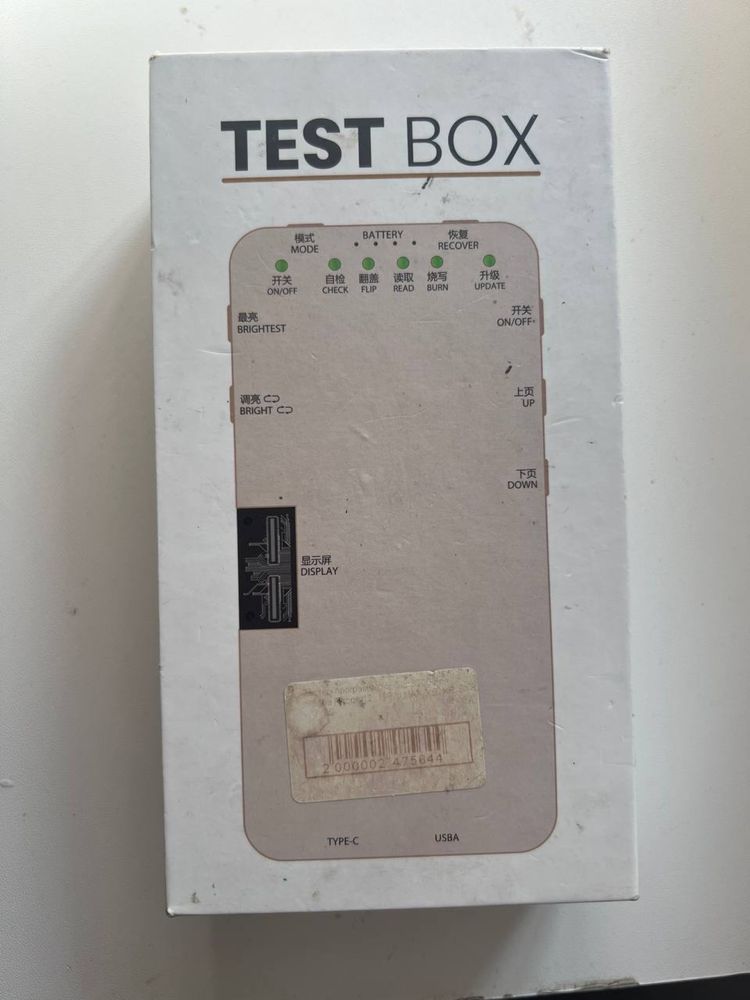 TEST BOX
模式
MODE
BATTERY
恢复
RECOVER
开关
ON/OFF
自检
CHECK
翻盖
FLIP
读取
READ
烧写
BURN
升级
UPDATE
最亮
BRIGHTEST
开关
ON/OFF
调亮
BRIGHT
上页
UP
下页
DOWN
显示屏
DISPLAY
2 000002 475644
TYPE-C
USBA